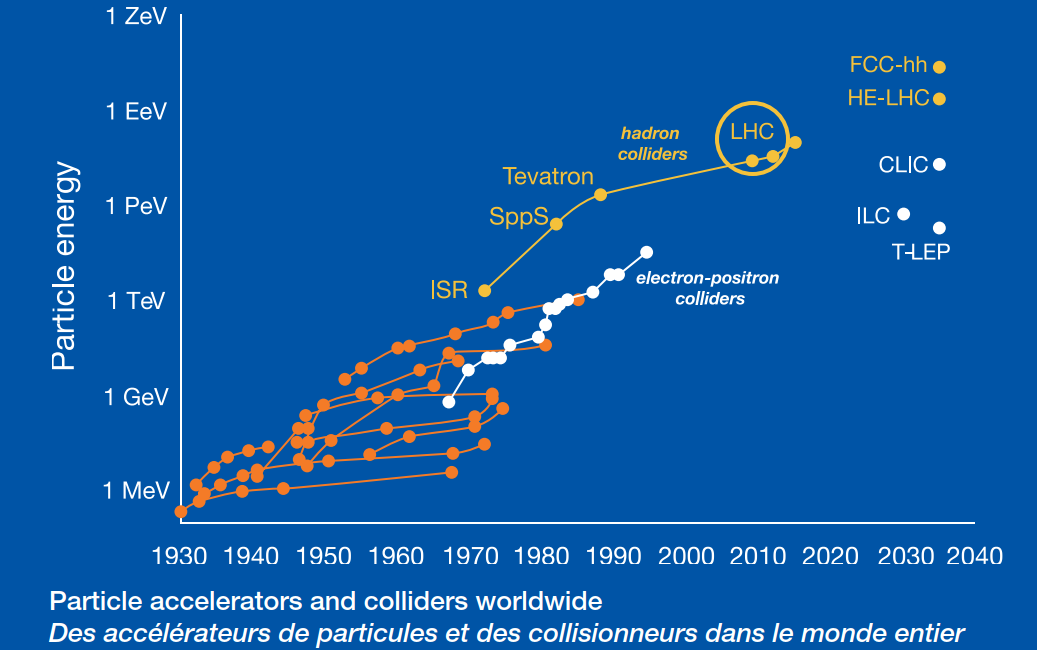 1 ZeV
FCC-hh
HE-LHC
1 EeV
LHC
hadron
colliders
CLIC
Tevatron
1 PeV
SppS
ILC
T-LEP
electron-positron
colliders
ISR
1 TeV
1 GeV
1 MeV
Particle energy
1930 1940 1950 1960 1970 1980 1990 2000 2010 2020 2030 2040
Particle accelerators and colliders worldwide
Des accélérateurs de particules et des collisionneurs dans le monde entier